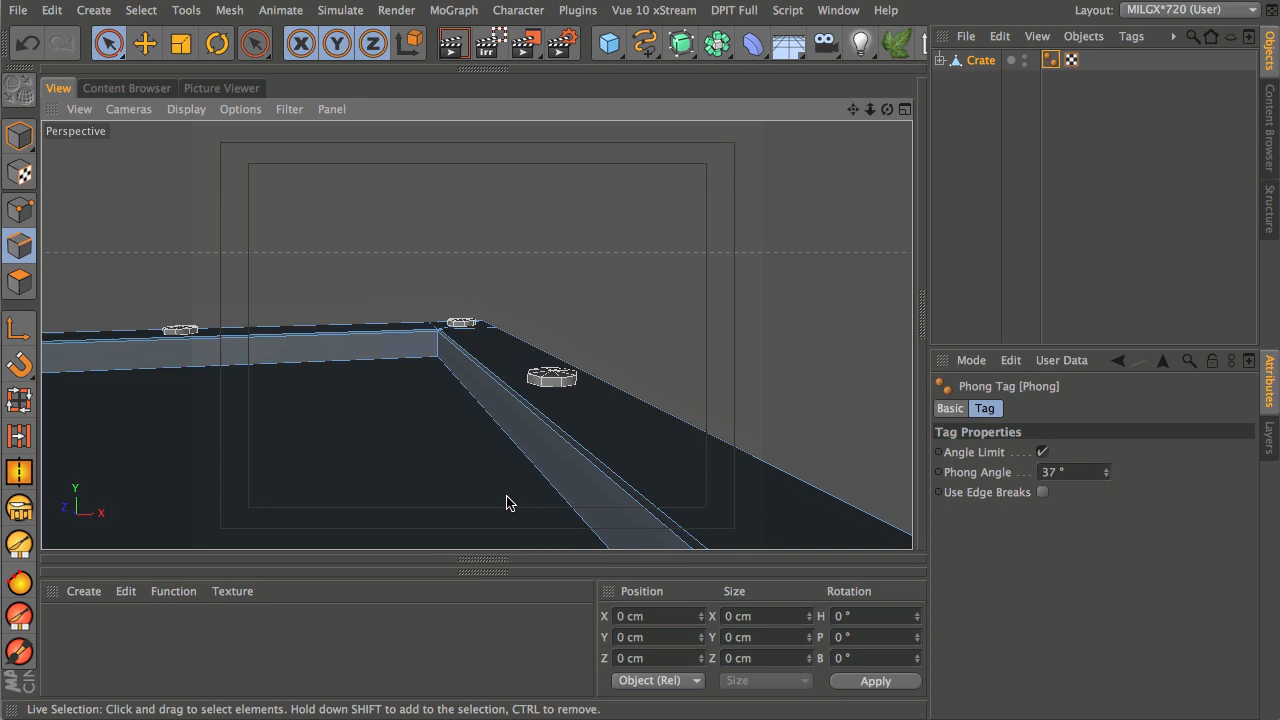 File Edit Create Select Tools Mesh Animate Simulate Render MoGraph Character Plugins Vue 10 xStream DPIT Full Script Window Help Layout: MILGX*720 (User)
X Y Z irr
File Edit View Objects Tags
Crate
View Content Browser Picture Viewer
View Cameras Display Options Filter Panel
Perspective
Y
Z X
Objects
Content Browser
Structure
Mode Edit User Data
Phong Tag [Phong]
Basic Tag
Tag Properties
Angle Limit . . . . ✓
Phong Angle . . . 37 °
Use Edge Breaks
Attributes
Layers
Create Edit Function Texture
Position Size Rotation
X 0 cm X 0 cm H 0 °
Y 0 cm Y 0 cm P 0 °
Z 0 cm Z 0 cm B 0 °
Object (Rel) Size Apply
Live Selection: Click and drag to select elements. Hold down SHIFT to add to the selection, CTRL to remove.